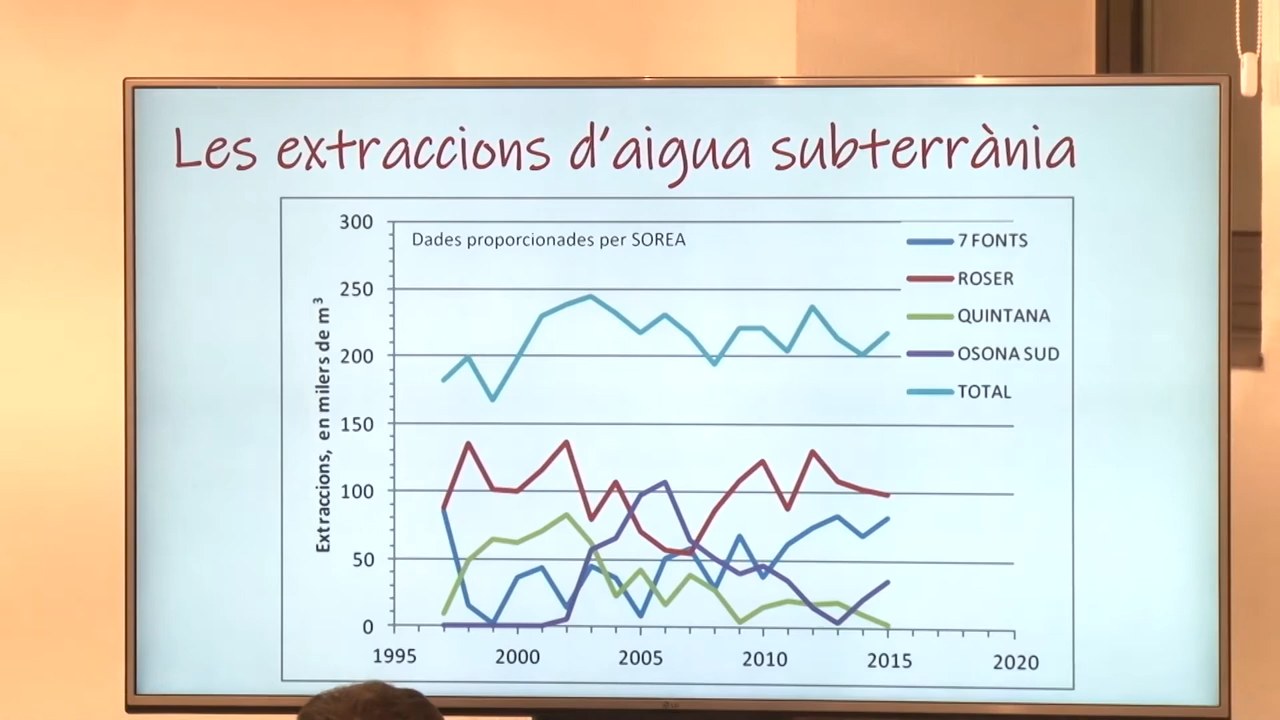 Les extraccions d'aigua subterrània
Dades proporcionades per SOREA
Extraccions, en milers de m³
300
250
200
150
100
50
0
1995
2000
2005
2010
2015
2020
7 FONTS
ROSER
QUINTANA
OSONA SUD
TOTAL
LG